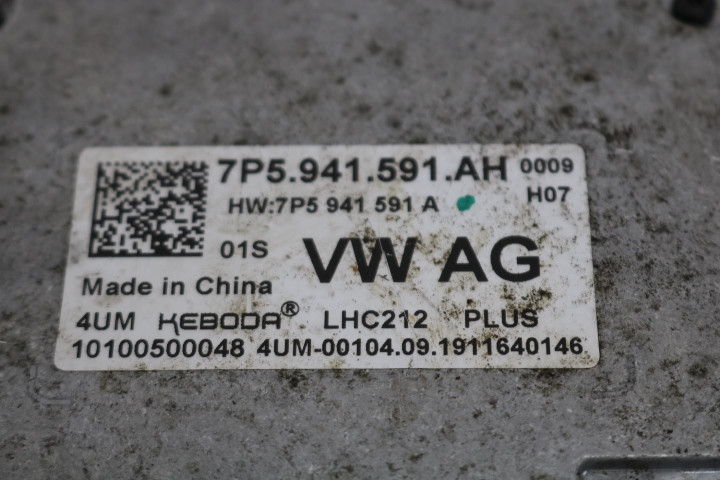 7P5.941.591.AH 0009
HW:7P5 941 591 A H07
01S VW AG
Made in China
4UM KEBODA® LHC212 PLUS
10100500048 4UM-00104.09.1911640146